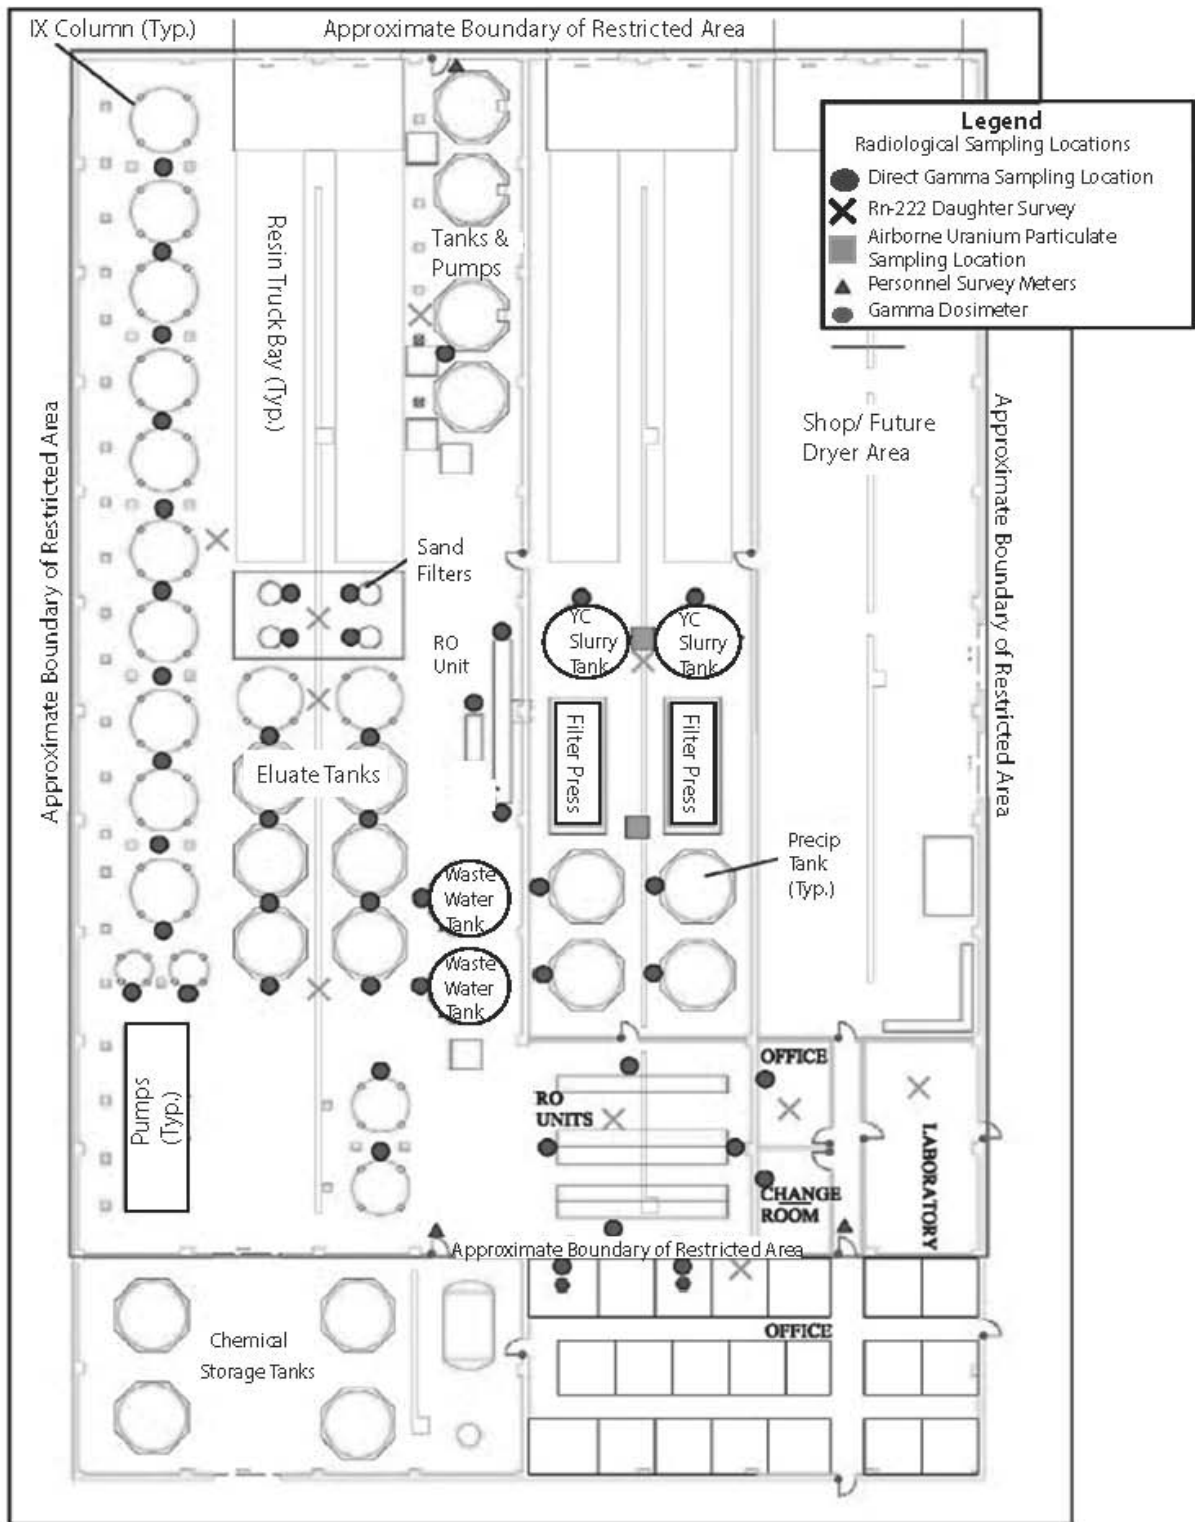 IX Column (Typ.)
Approximate Boundary of Restricted Area
Legend
Radiological Sampling Locations
Direct Gamma Sampling Location
Rn-222 Daughter Survey
Airborne Uranium Particulate
Sampling Location
Personnel Survey Meters
Gamma Dosimeter
Resin Truck Bay (Typ.)
Tanks &
Pumps
Approximate Boundary of Restricted Area
Shop/ Future
Dryer Area
Approximate Boundary of Restricted Area
Sand
Filters
RO
Unit
YC
Slurry
Tank
YC
Slurry
Tank
Filter Press
Filter Press
Eluate Tanks
Precip
Tank
(Typ.)
Waste
Water
Tank
Waste
Water
Tank
Pumps
(Typ.)
RO
UNITS
OFFICE
CHANGE
ROOM
LABORATORY
Approximate Boundary of Restricted Area
OFFICE
Chemical
Storage Tanks